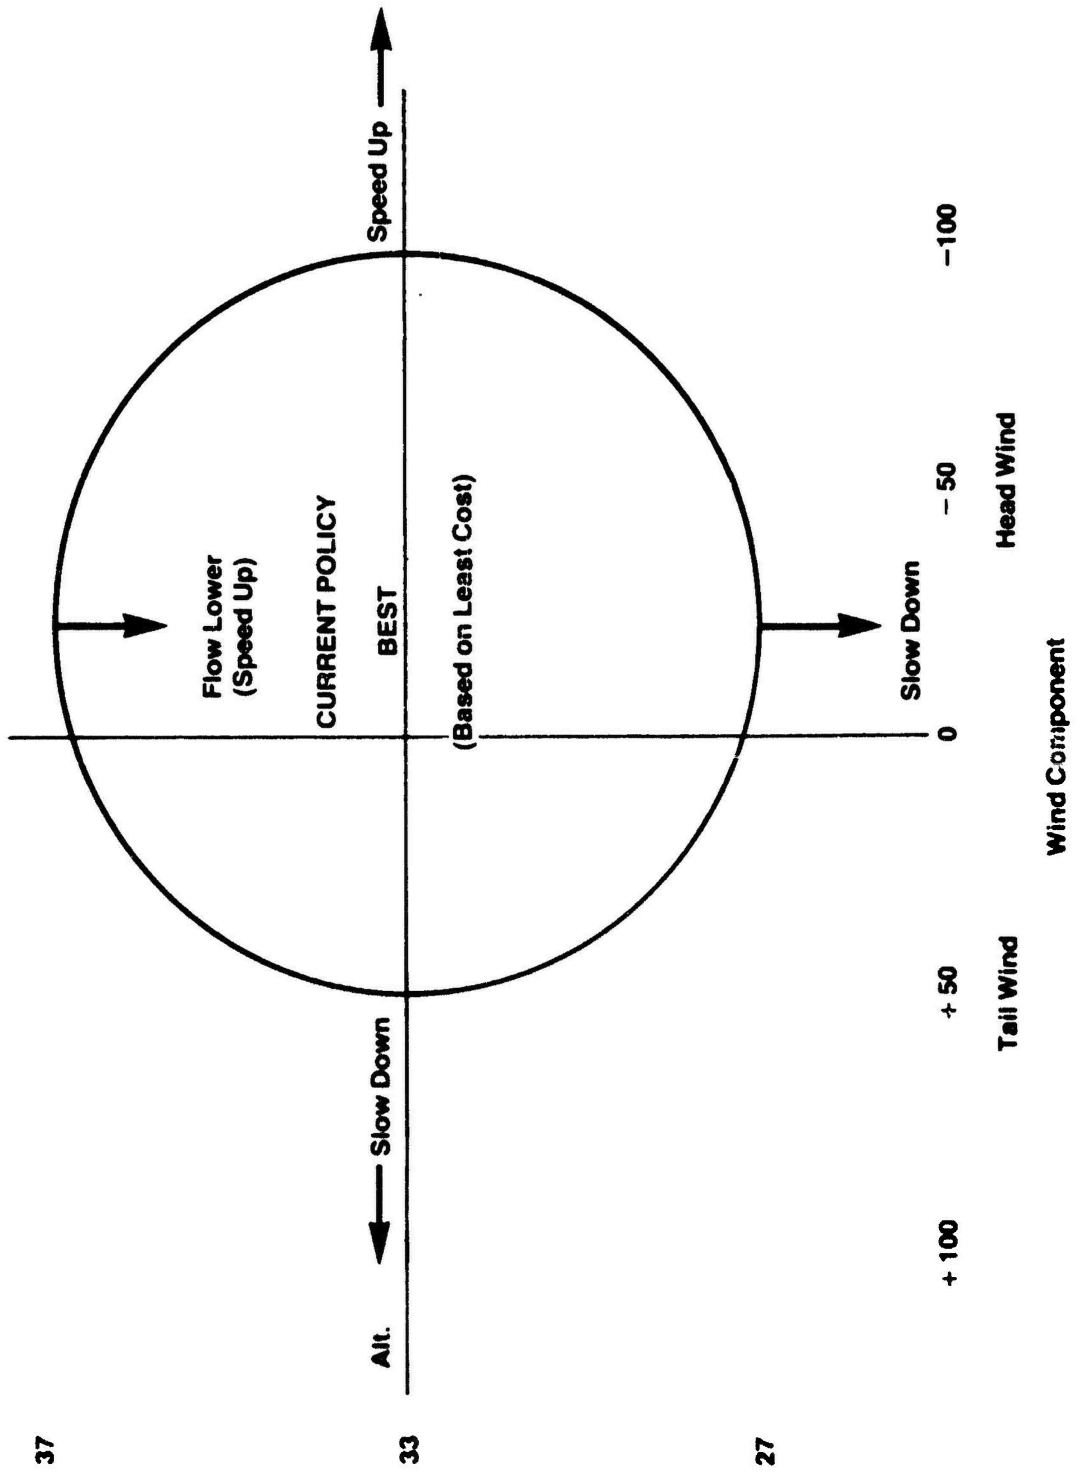 37
Flow Lower
(Speed Up)
CURRENT POLICY
Alt.
Slow Down
BEST
Speed Up
33
(Based on Least Cost)
27
Slow Down
+ 100
+ 50
0
– 50
–100
Tail Wind
Head Wind
Wind Component